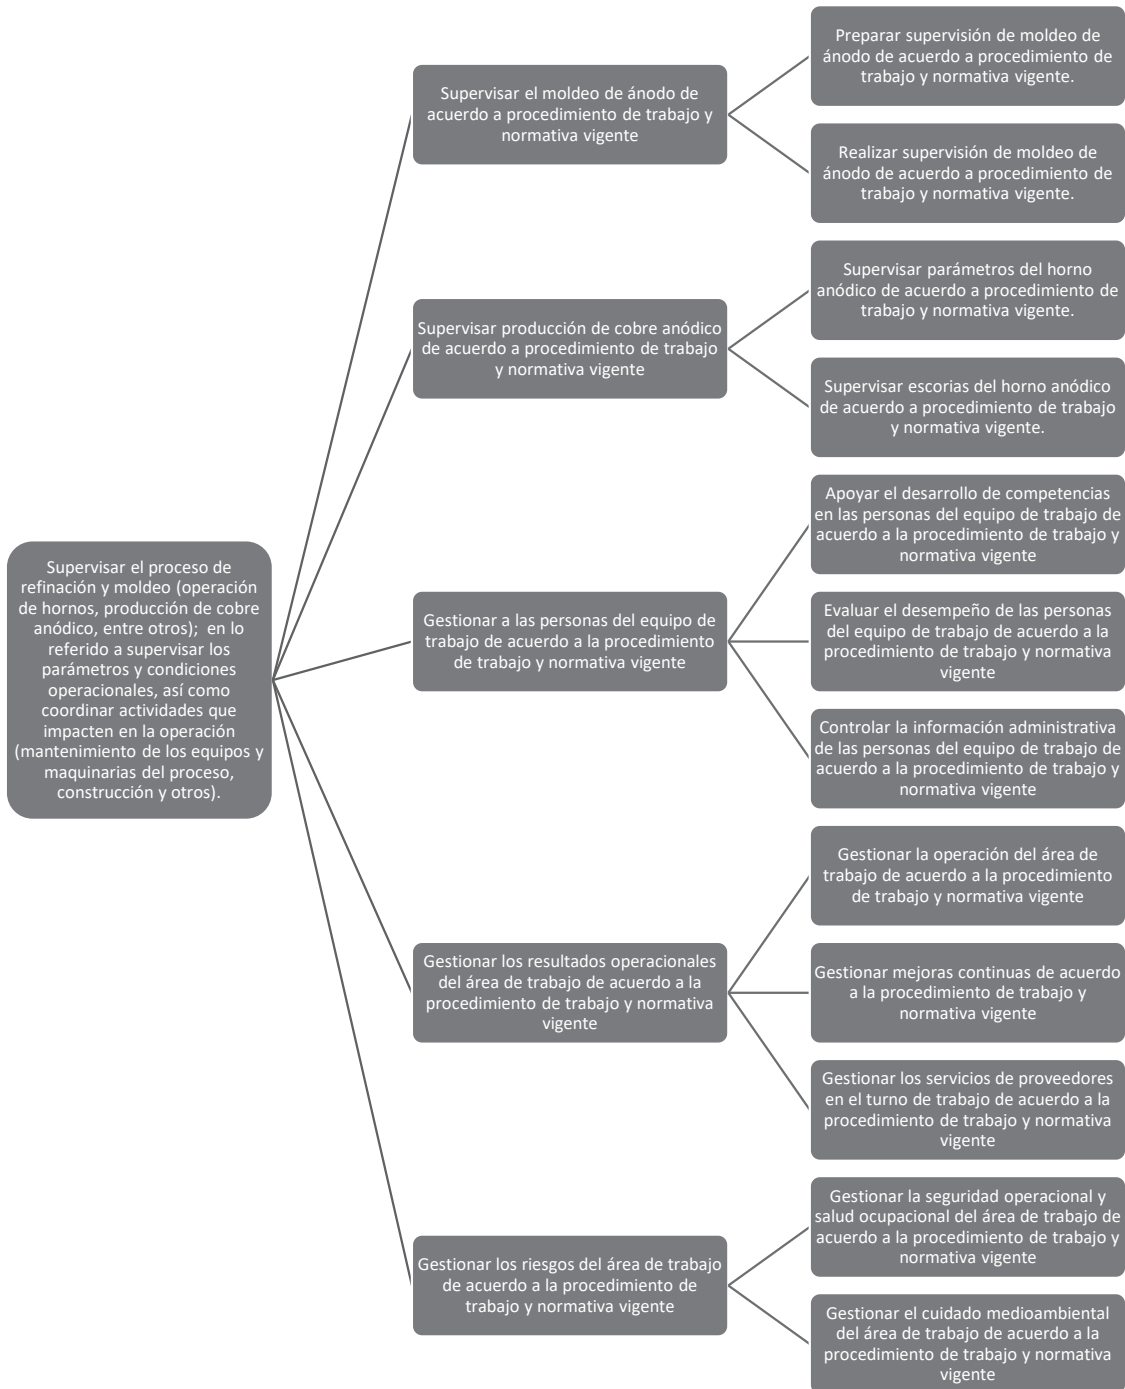 Supervisar el proceso de
refinación y moldeo (operación
de hornos, producción de cobre
anódico, entre otros);  en lo
referido a supervisar los
parámetros y condiciones
operacionales, así como
coordinar actividades que
impacten en la operación
(mantenimiento de los equipos y
maquinarias del proceso,
construcción y otros).
Supervisar el moldeo de ánodo de
acuerdo a procedimiento de trabajo y
normativa vigente
Preparar supervisión de moldeo de
ánodo de acuerdo a procedimiento de
trabajo y normativa vigente.
Realizar supervisión de moldeo de
ánodo de acuerdo a procedimiento de
trabajo y normativa vigente.
Supervisar producción de cobre anódico
de acuerdo a procedimiento de trabajo
y normativa vigente
Supervisar parámetros del horno
anódico de acuerdo a procedimiento de
trabajo y normativa vigente.
Supervisar escorias del horno anódico
de acuerdo a procedimiento de trabajo
y normativa vigente.
Gestionar a las personas del equipo de
trabajo de acuerdo a la procedimiento
de trabajo y normativa vigente
Apoyar el desarrollo de competencias
en las personas del equipo de trabajo de
acuerdo a la procedimiento de trabajo y
normativa vigente
Evaluar el desempeño de las personas
del equipo de trabajo de acuerdo a la
procedimiento de trabajo y normativa
vigente
Controlar la información administrativa
de las personas del equipo de trabajo de
acuerdo a la procedimiento de trabajo y
normativa vigente
Gestionar los resultados operacionales
del área de trabajo de acuerdo a la
procedimiento de trabajo y normativa
vigente
Gestionar la operación del área de
trabajo de acuerdo a la procedimiento
de trabajo y normativa vigente
Gestionar mejoras continuas de acuerdo
a la procedimiento de trabajo y
normativa vigente
Gestionar los servicios de proveedores
en el turno de trabajo de acuerdo a la
procedimiento de trabajo y normativa
vigente
Gestionar los riesgos del área de trabajo
de acuerdo a la procedimiento de
trabajo y normativa vigente
Gestionar la seguridad operacional y
salud ocupacional del área de trabajo de
acuerdo a la procedimiento de trabajo y
normativa vigente
Gestionar el cuidado medioambiental
del área de trabajo de acuerdo a la
procedimiento de trabajo y normativa
vigente